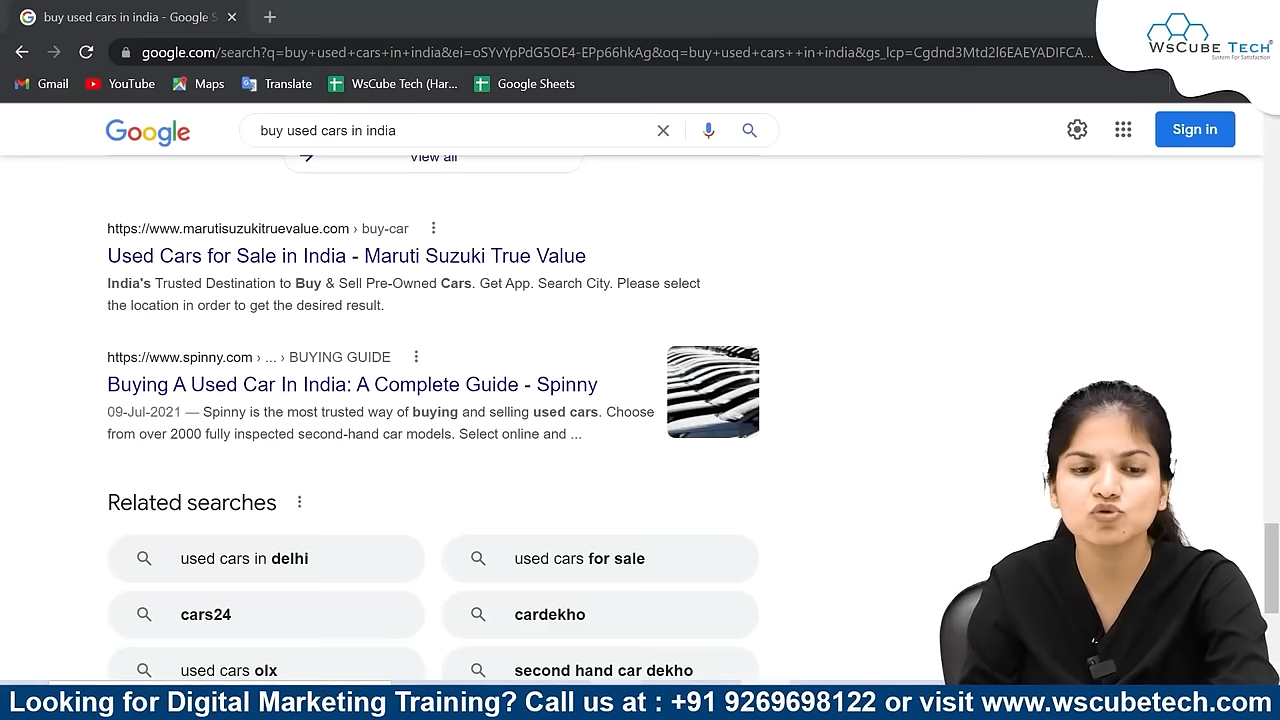 buy used cars in india - Google S
google.com/search?q=buy+used+cars+in+india&ei=cSYvYbPdG5OE4-EPp66hkAg&oq=buy+used+cars++in+india&gs_lcp=Cgdnd3Mtd2l6EAEYADIFCA...
WsCube Tech®
System For Satisfaction
Gmail YouTube Maps Translate WsCube Tech (Har... Google Sheets
Google buy used cars in india Sign in
View all
https://www.marutisuzukitruevalue.com › buy-car
Used Cars for Sale in India - Maruti Suzuki True Value
India's Trusted Destination to Buy & Sell Pre-Owned Cars. Get App. Search City. Please select
the location in order to get the desired result.
https://www.spinny.com › ... › BUYING GUIDE
Buying A Used Car In India: A Complete Guide - Spinny
09-Jul-2021 — Spinny is the most trusted way of buying and selling used cars. Choose
from over 2000 fully inspected second-hand car models. Select online and ...
Related searches
used cars in delhi used cars for sale
cars24 cardekho
used cars olx second hand car dekho
Looking for Digital Marketing Training? Call us at : +91 9269698122 or visit www.wscubetech.com